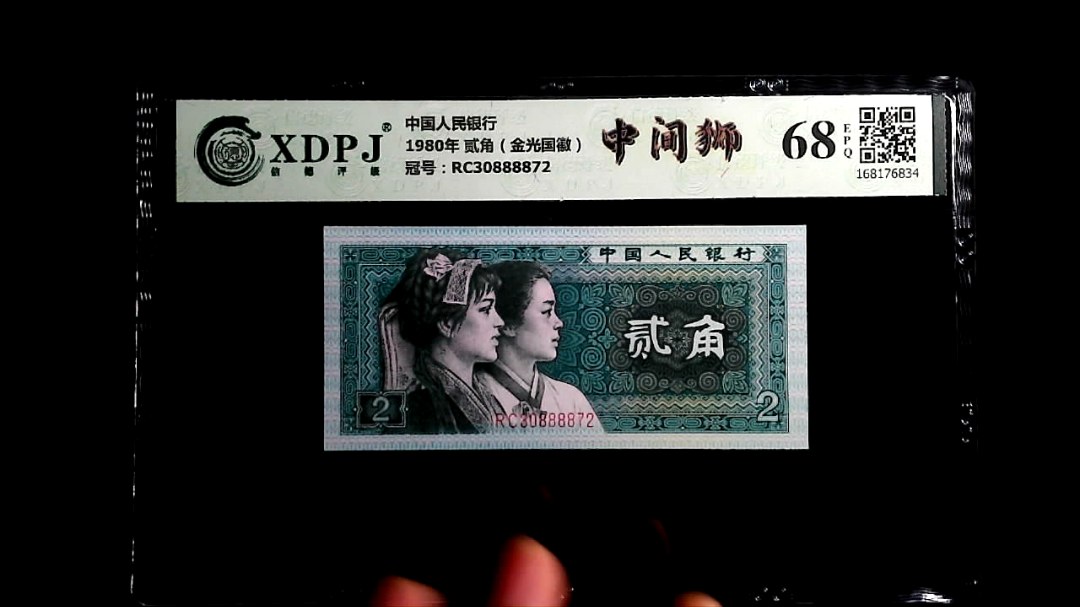 XDPJ®
信德评级
中国人民银行
1980年 贰角（金光国徽）
冠号：RC30888872
中间狮
68
EPQ
168176834
中国人民银行
贰角
2
RC30888872
2